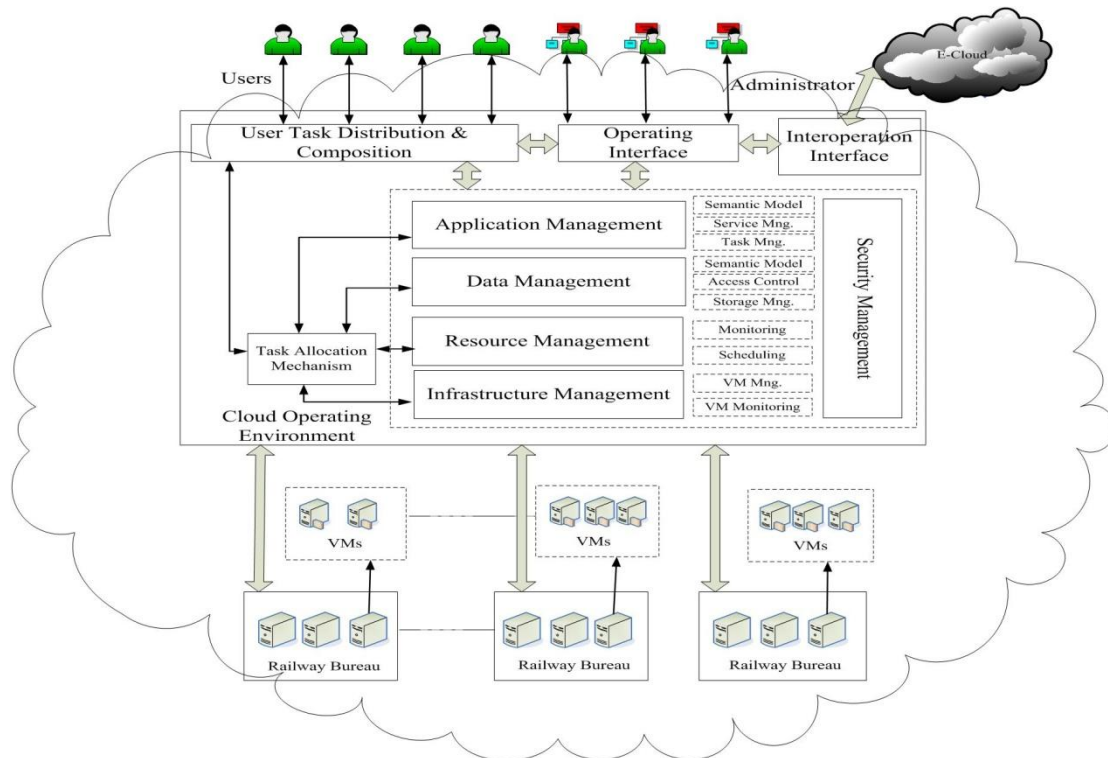 E-Cloud
Users
Administrator
User Task Distribution &
Composition
Operating
Interface
Interoperation
Interface
Application Management
Semantic Model
Service Mng.
Task Mng.
Data Management
Semantic Model
Access Control
Storage Mng.
Resource Management
Monitoring
Scheduling
Infrastructure Management
VM Mng.
VM Monitoring
Security Management
Task Allocation
Mechanism
Cloud Operating
Environment
VMs
VMs
VMs
Railway Bureau
Railway Bureau
Railway Bureau